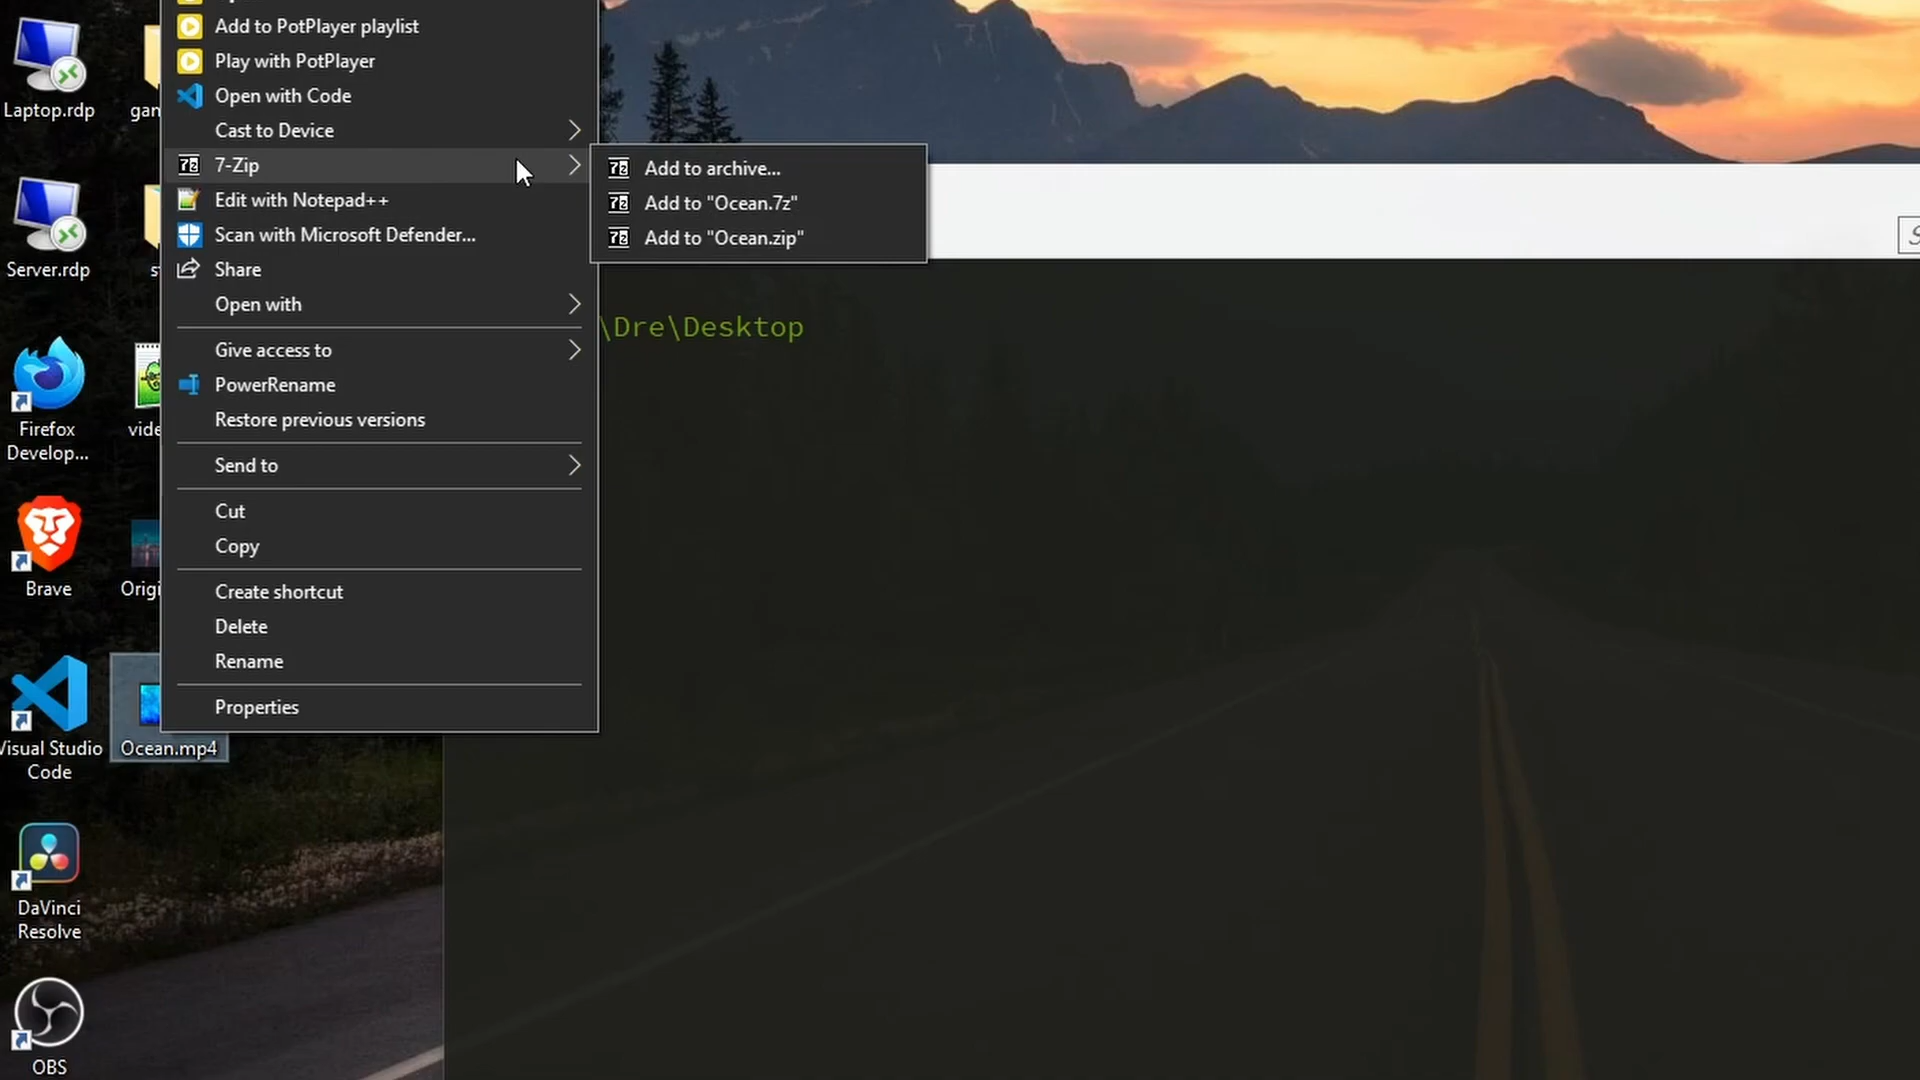 Add to PotPlayer playlist
Play with PotPlayer
Open with Code
Cast to Device
7-Zip
Edit with Notepad++
Scan with Microsoft Defender...
Share
Open with
Give access to
PowerRename
Restore previous versions
Send to
Cut
Copy
Create shortcut
Delete
Rename
Properties
Add to archive...
Add to "Ocean.7z"
Add to "Ocean.zip"
\Dre\Desktop
Laptop.rdp
gan
Server.rdp
Firefox
Develop...
vide
Brave
Origi
Visual Studio
Code
Ocean.mp4
DaVinci
Resolve
OBS